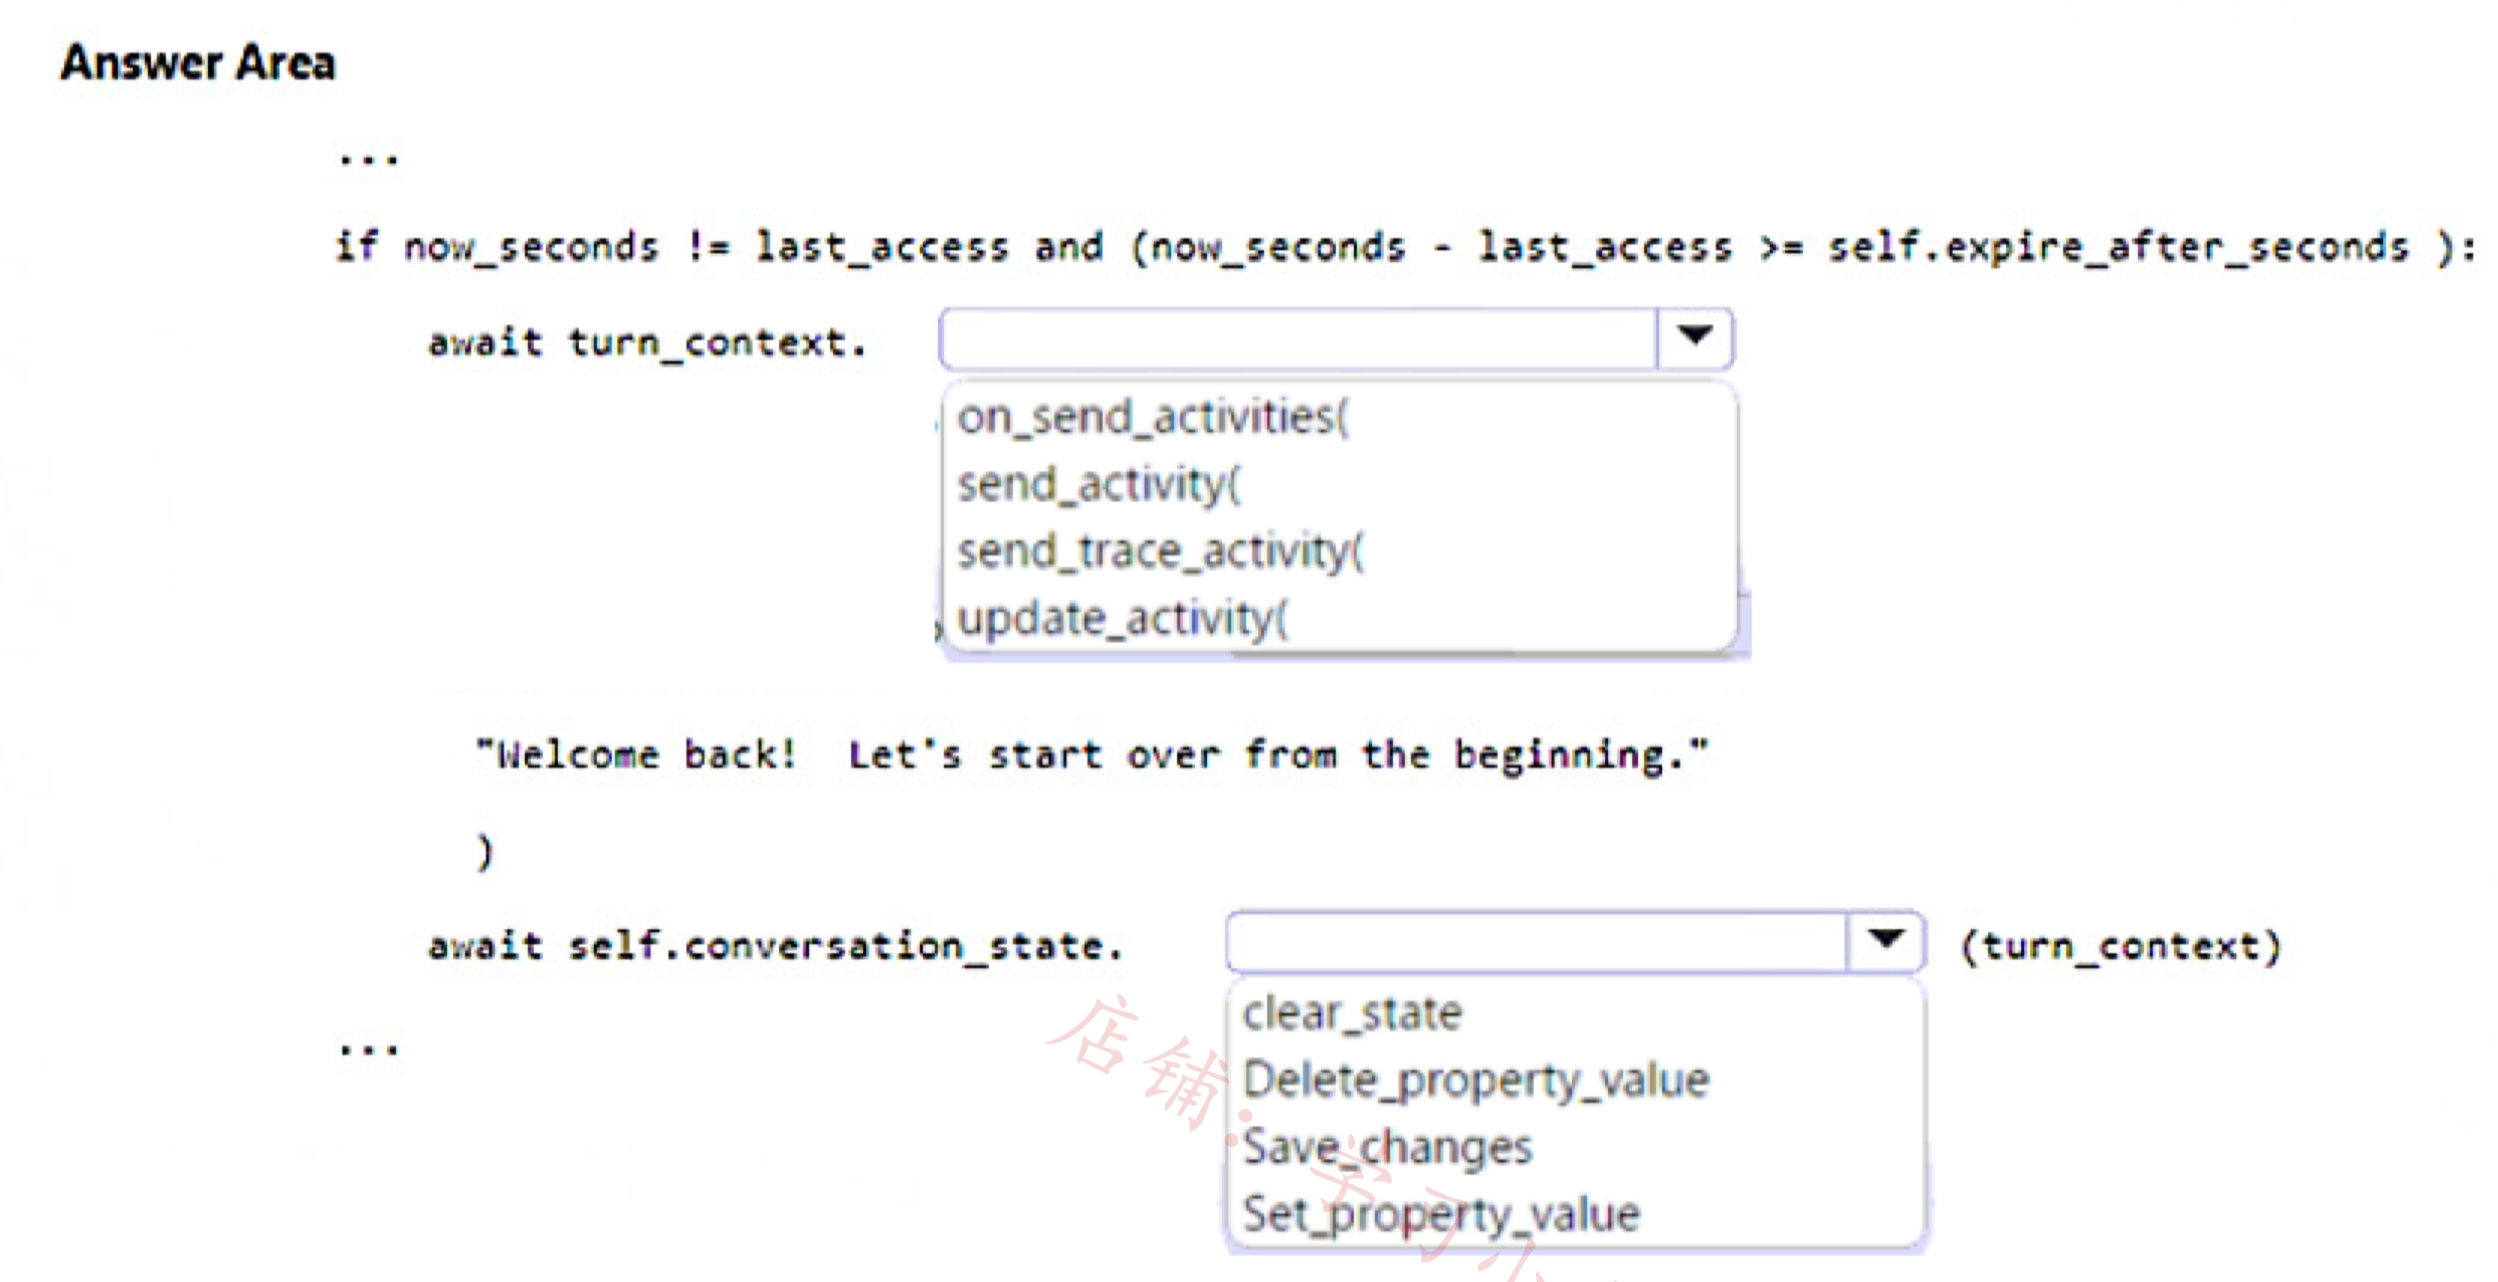 Answer Area
...
if now_seconds != last_access and (now_seconds - last_access >= self.expire_after_seconds ):
await turn_context.
on_send_activities(
send_activity(
send_trace_activity(
update_activity(
"Welcome back!  Let's start over from the beginning."
)
await self.conversation_state. (turn_context)
clear_state
Delete_property_value
Save_changes
Set_property_value
...
店铺：学